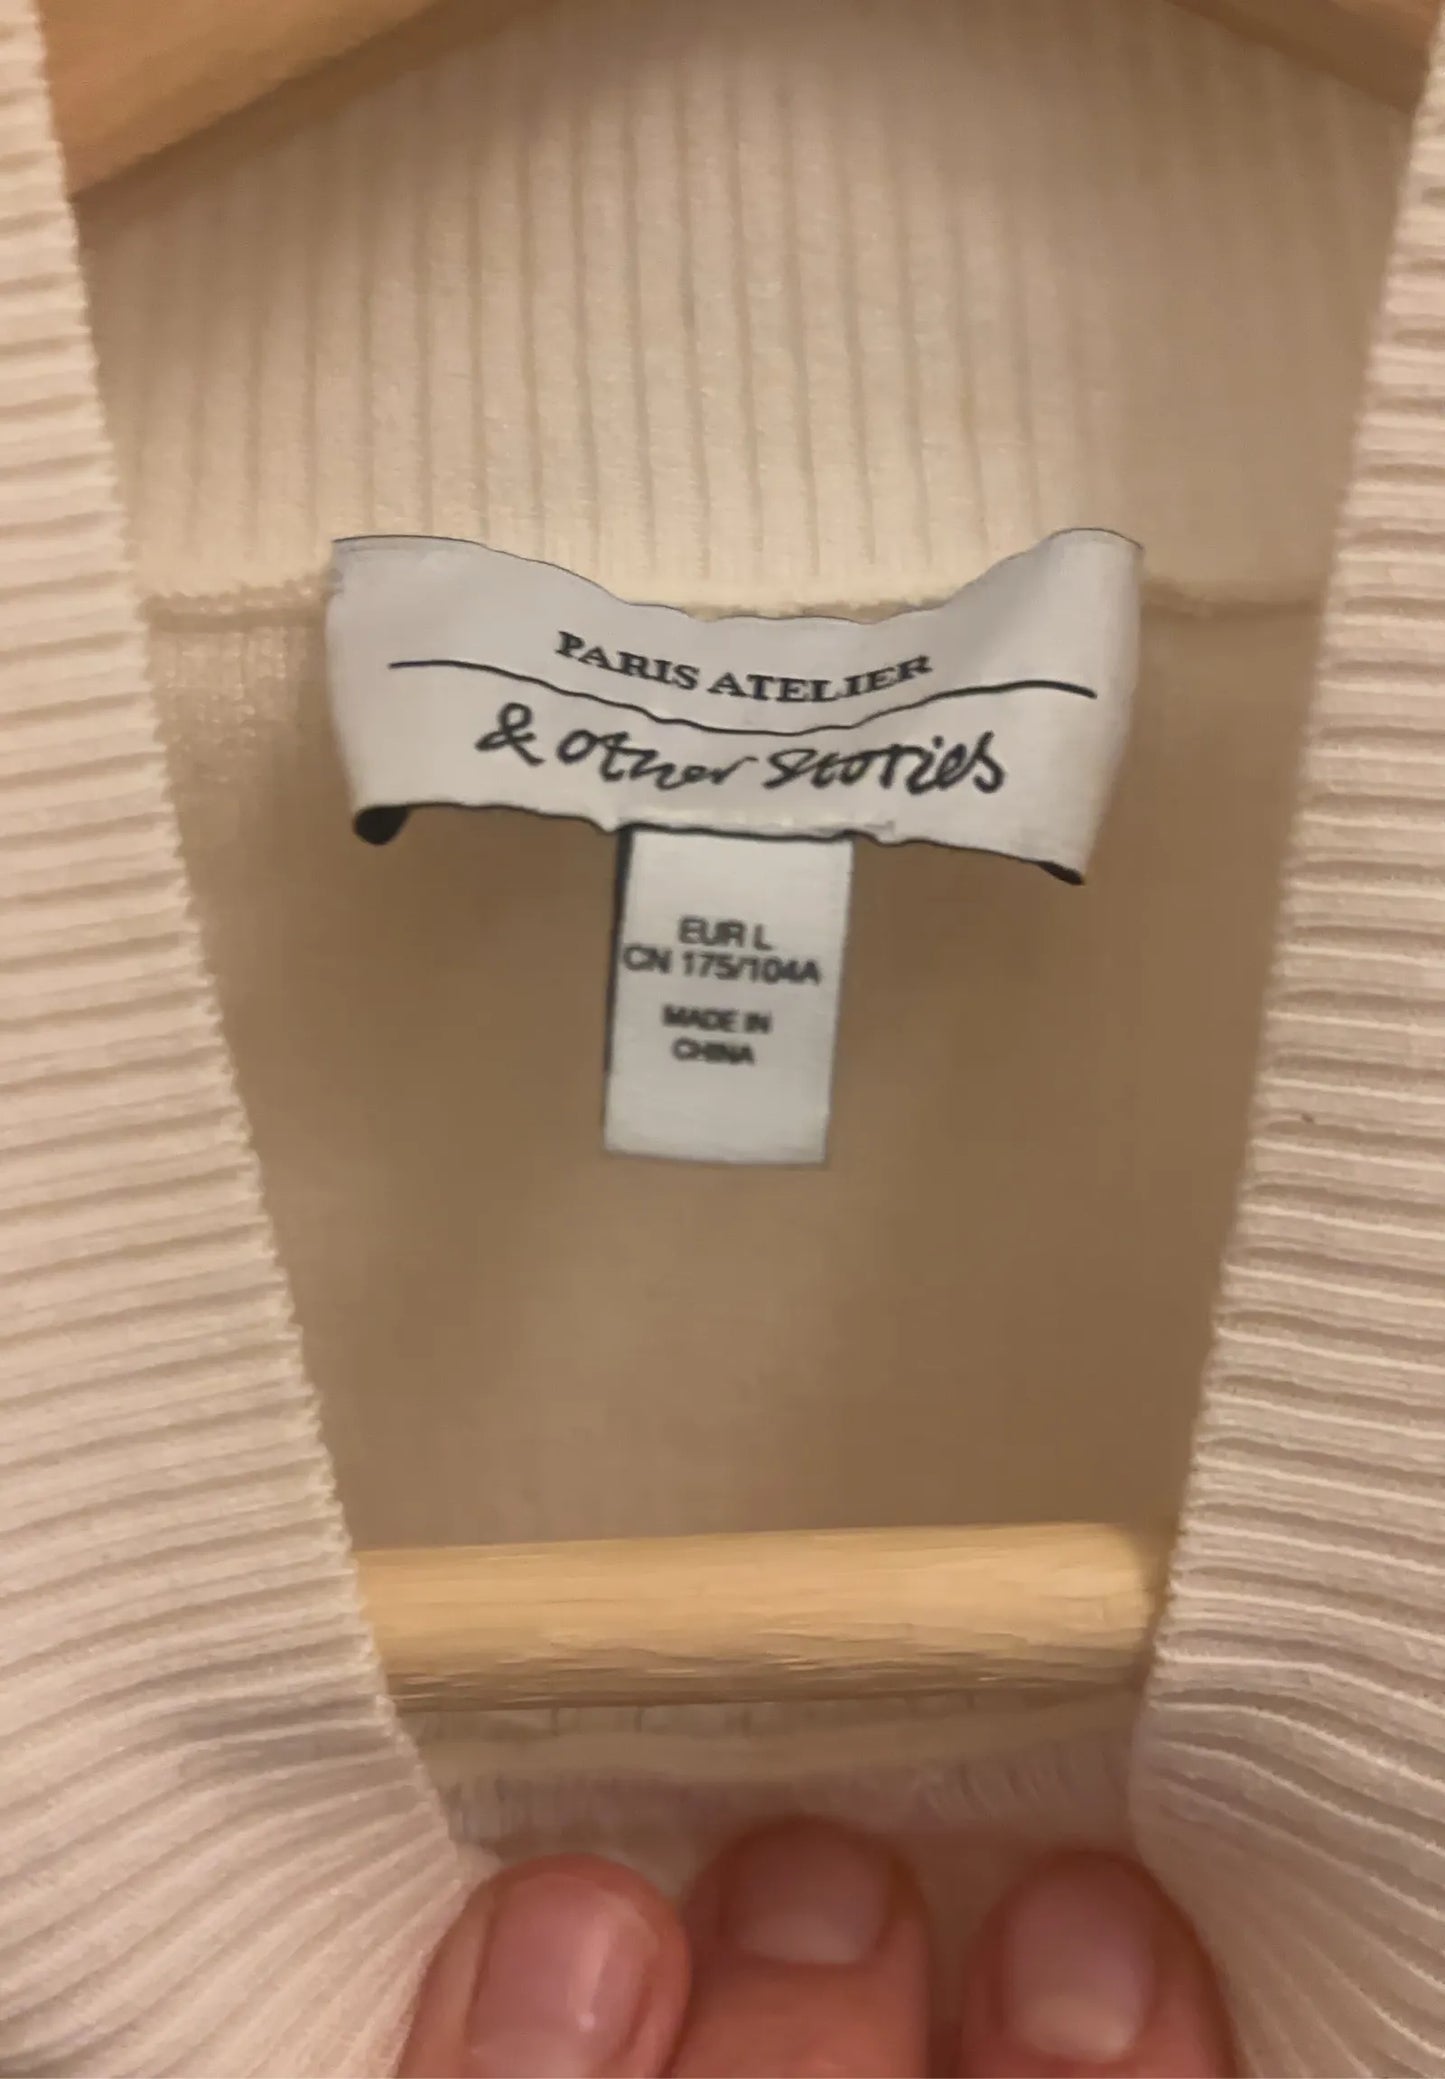 PARIS ATELIER
& other stories
EUR L
CN 175/104A
MADE IN
CHINA